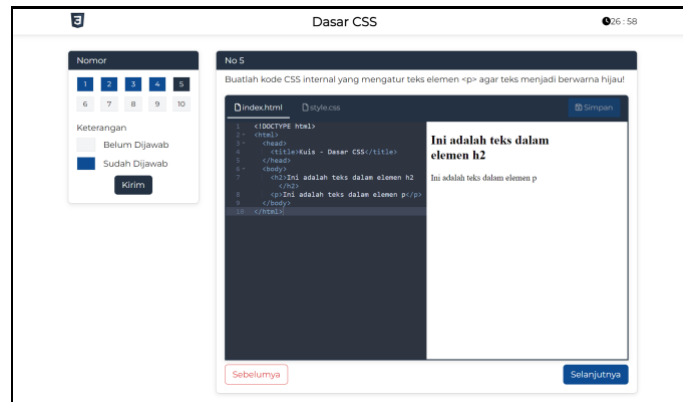 Dasar CSS
26 : 58
Nomor
1 2 3 4 5
6 7 8 9 10
Keterangan
Belum Dijawab
Sudah Dijawab
Kirim
No 5
Buatlah kode CSS internal yang mengatur teks elemen <p> agar teks menjadi berwarna hijau!
index.html
style.css
Simpan
1 <!DOCTYPE html>
2 <html>
3 <head>
4 <title>Kuis - Dasar CSS</title>
5 </head>
6 <body>
7 <h2>Ini adalah teks dalam elemen h2
</h2>
8 <p>Ini adalah teks dalam elemen p</p>
9 </body>
10 </html>
Ini adalah teks dalam
elemen h2
Ini adalah teks dalam elemen p
Sebelumya
Selanjutnya